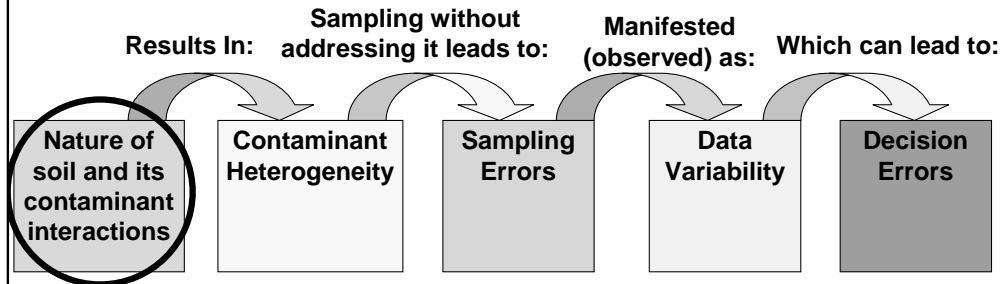 Results In:
Sampling without
addressing it leads to:
Manifested
(observed) as:
Which can lead to:
Nature of
soil and its
contaminant
interactions
Contaminant
Heterogeneity
Sampling
Errors
Data
Variability
Decision
Errors